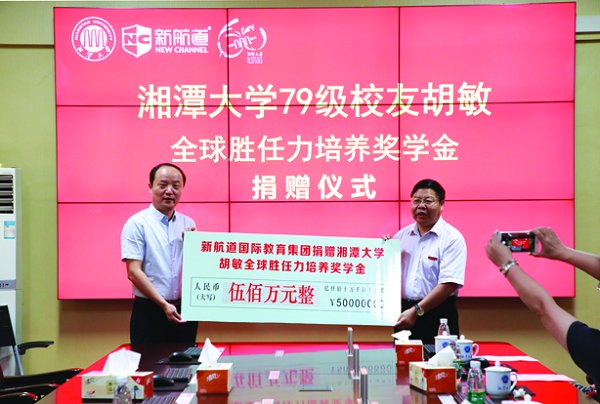 新航道
NEW CHANNEL
湘潭大学79级校友胡敏
全球胜任力培养奖学金
捐赠仪式
新航道国际教育集团捐赠湘潭大学
胡敏全球胜任力培养奖学金
人民币
(大写)
伍佰万元整
¥50000000